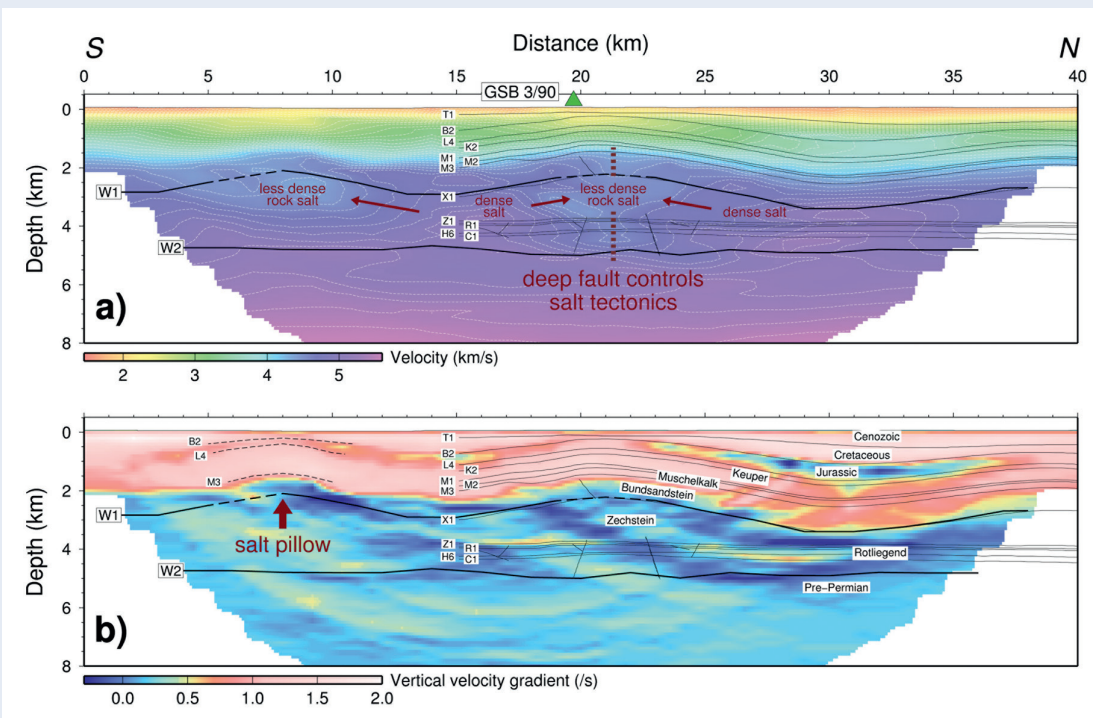 Distance (km)
S
N
0 5 10 15 20 25 30 35 40
GSB 3/90
Depth (km)
0
2
4
6
8
T1
B2
L4
K2
M1
M2
M3
W1
X1
Z1
R1
H6
C1
W2
less dense
rock salt
dense
salt
less dense
rock salt
dense salt
deep fault controls
salt tectonics
a)
Velocity (km/s)
2 3 4 5
Depth (km)
0
2
4
6
8
B2
L4
M3
T1
B2
L4
K2
M1
M2
M3
W1
X1
Z1
R1
H6
C1
W2
Cenozoic
Cretaceous
Jurassic
Keuper
Muschelkalk
Bundsandstein
Zechstein
Rotliegend
Pre-Permian
salt pillow
b)
Vertical velocity gradient (/s)
0.0 0.5 1.0 1.5 2.0